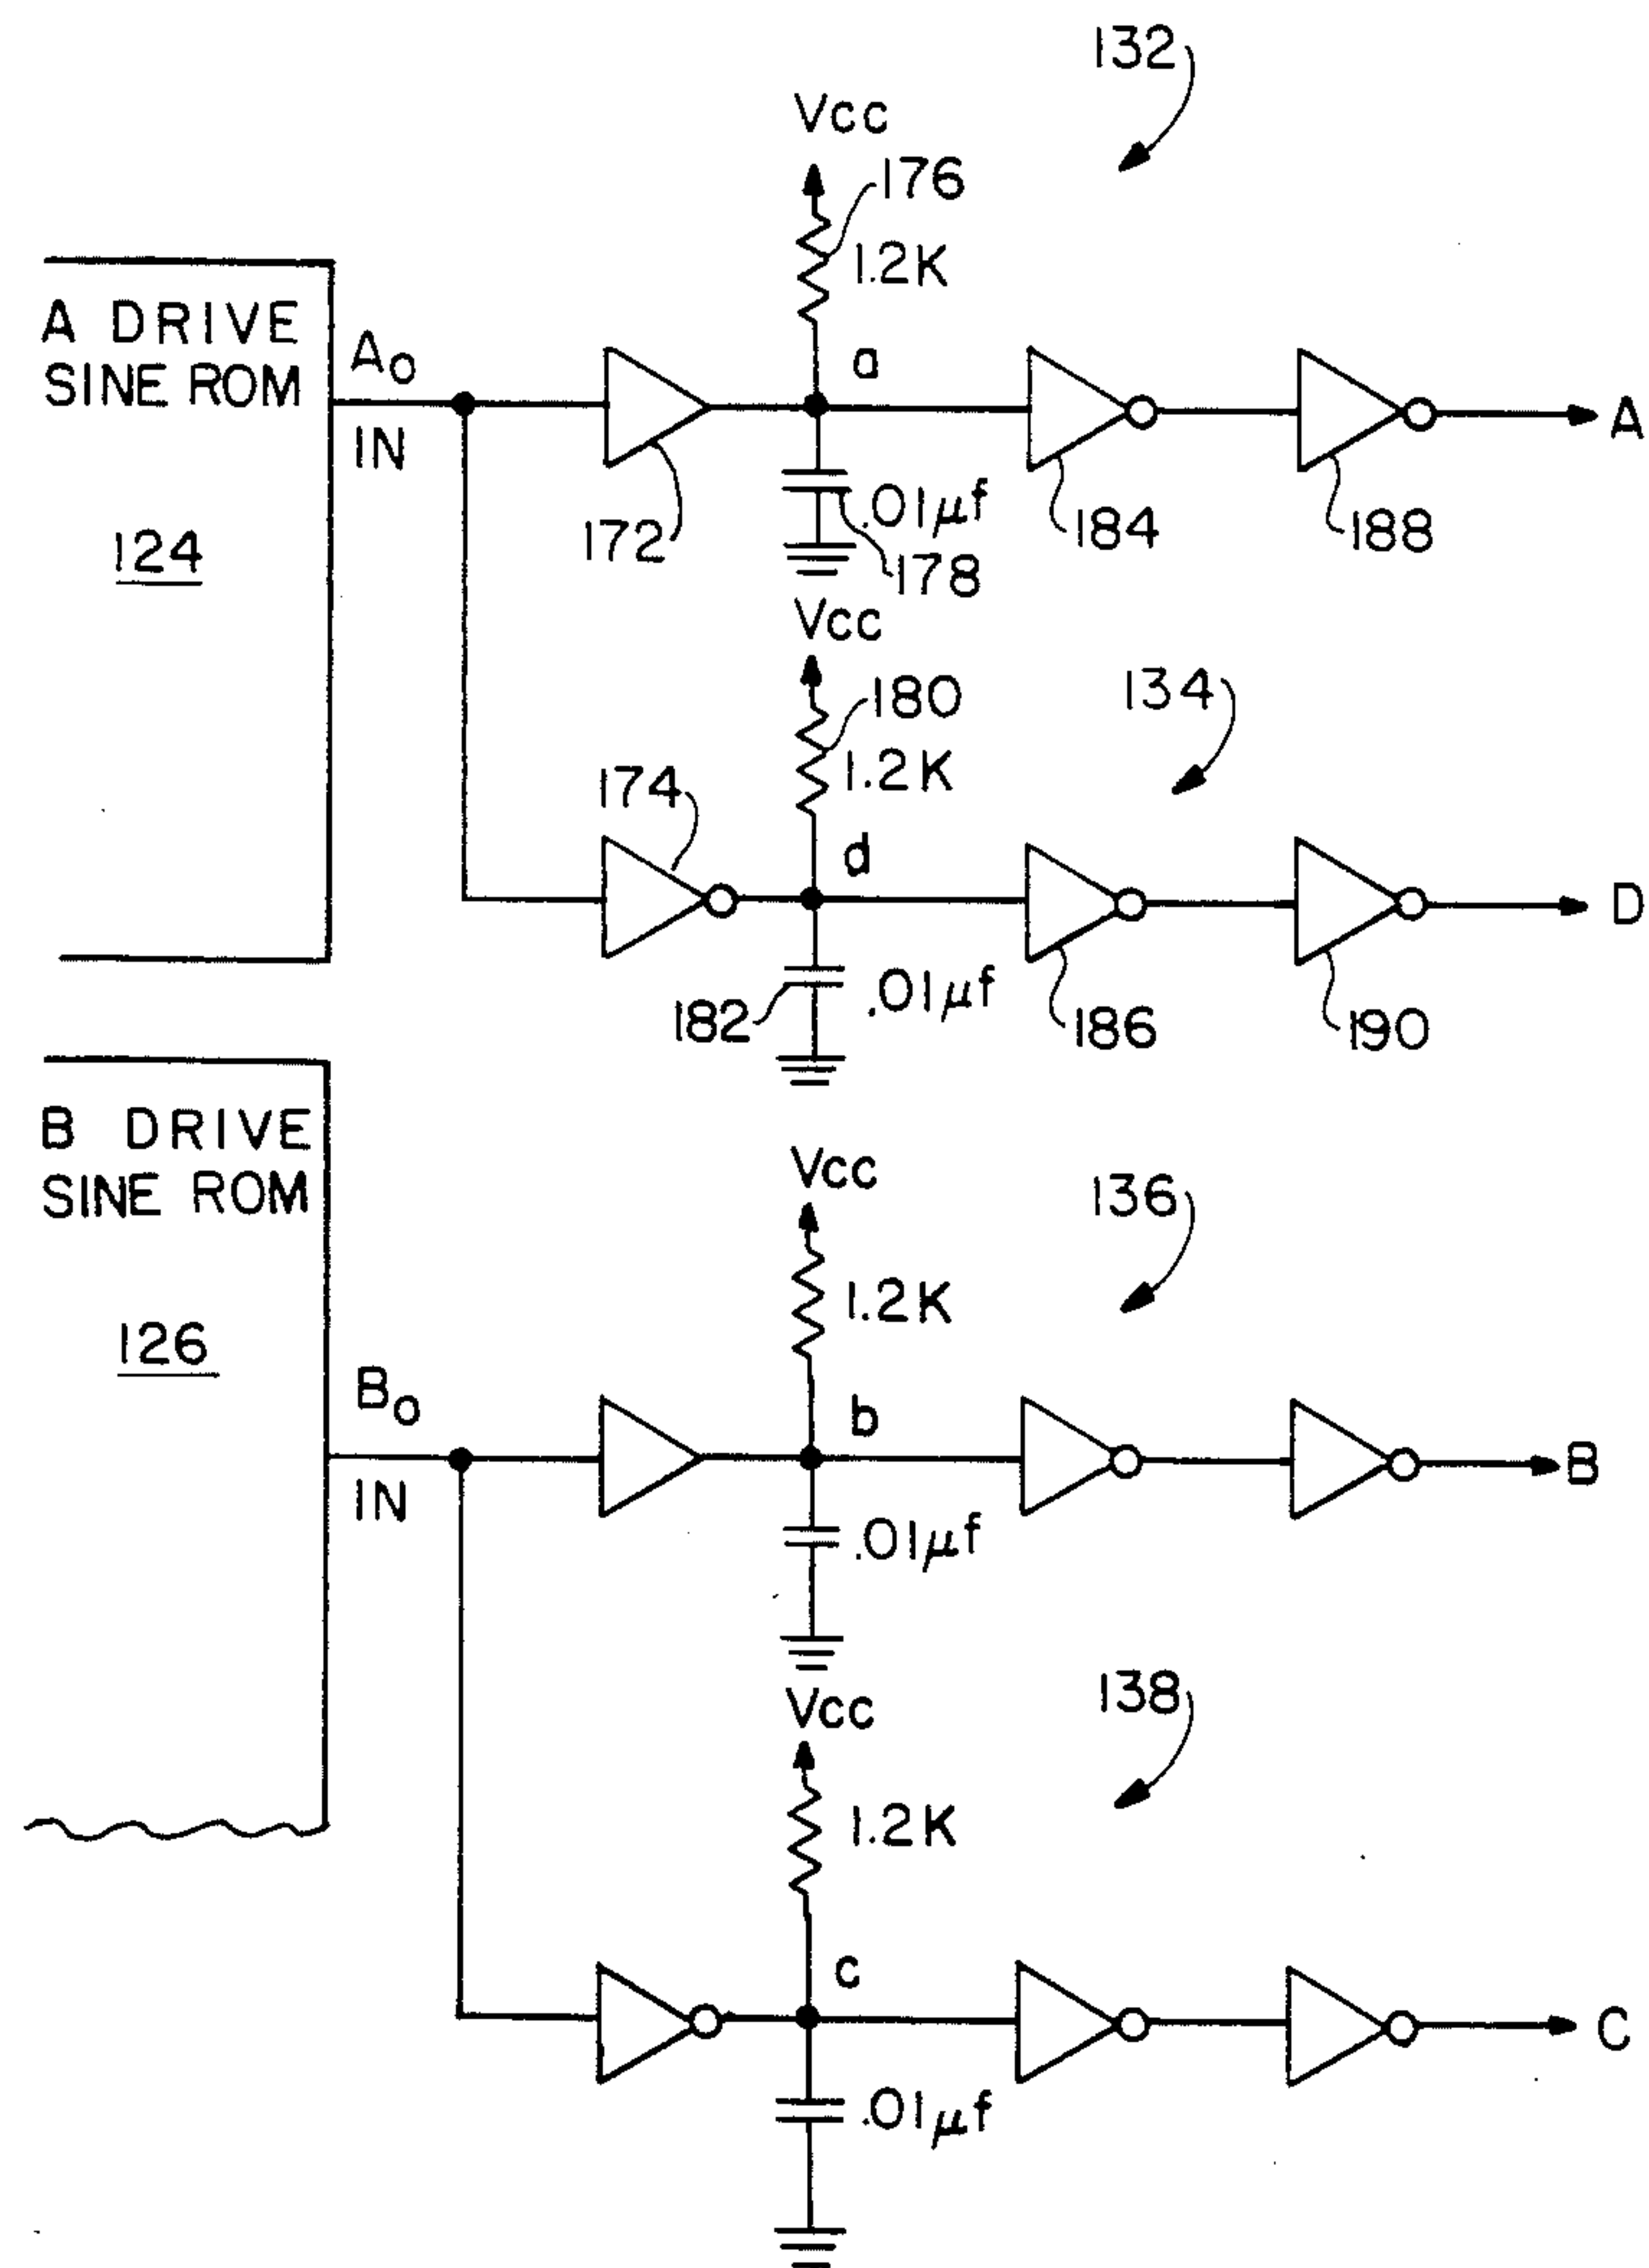 132
Vcc
176
1.2K
A DRIVE
SINE ROM
A₀
IN
a
A
124
172
.01μf
178
184
188
Vcc
180
1.2K
134
174
d
D
182
.01μf
186
190
B DRIVE
SINE ROM
Vcc
136
1.2K
126
B₀
IN
b
B
.01μf
Vcc
138
1.2K
c
C
.01μf